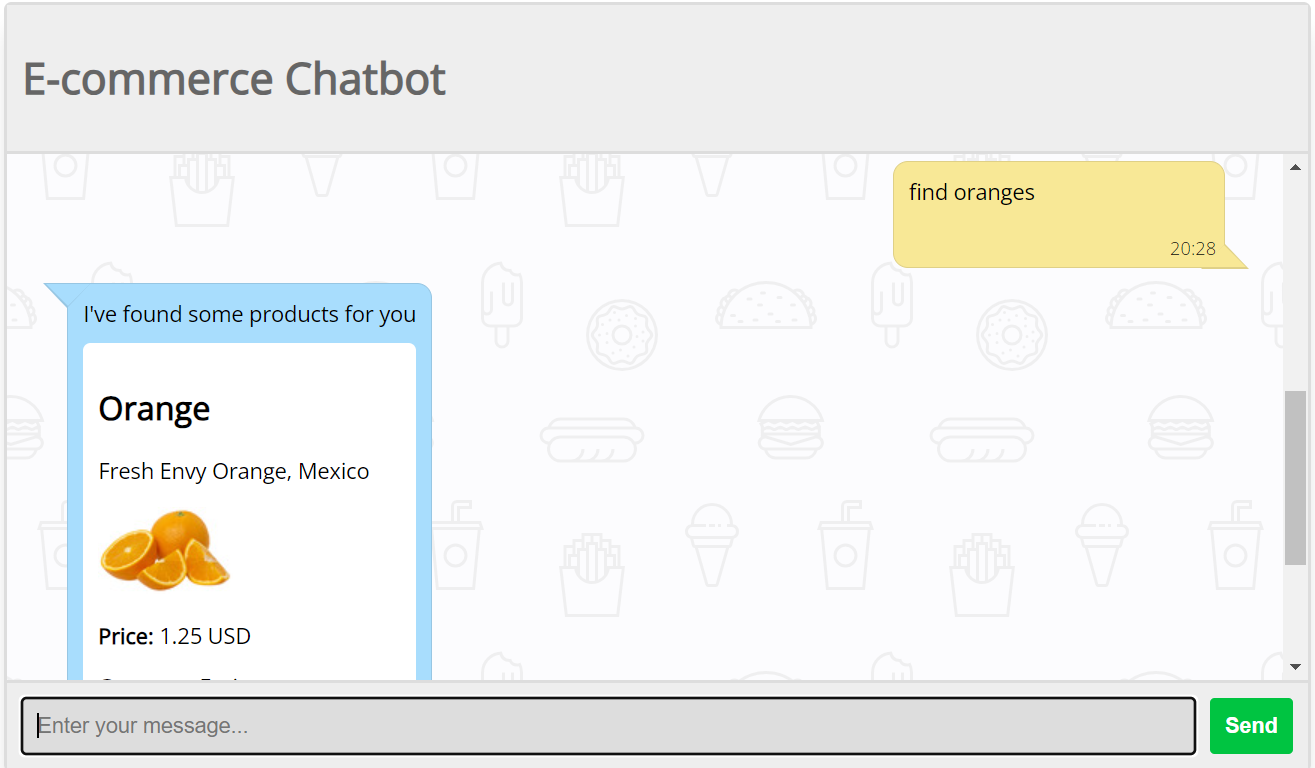 E-commerce Chatbot
find oranges
20:28
I've found some products for you
Orange
Fresh Envy Orange, Mexico
Price: 1.25 USD
Enter your message...
Send